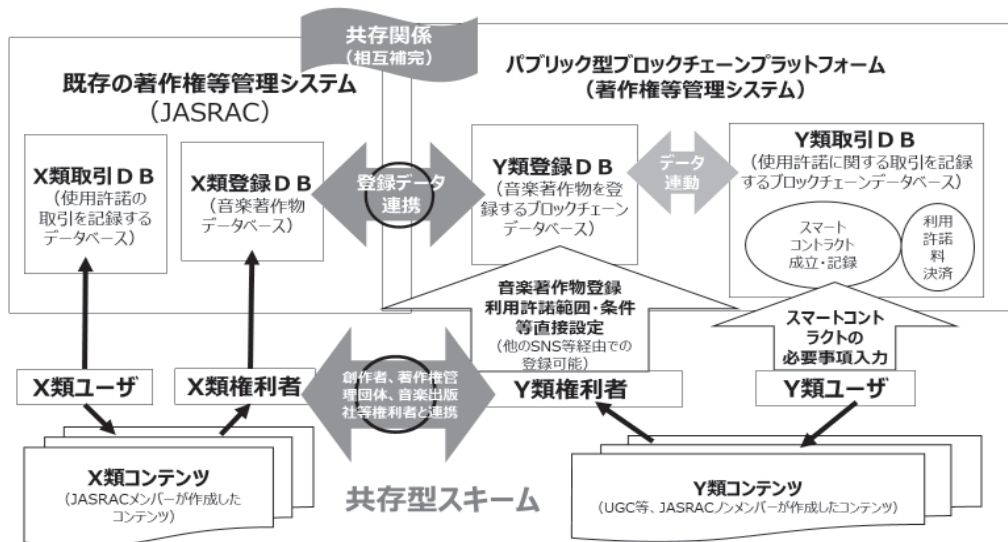 共存関係
(相互補完)
既存の著作権等管理システム
(JASRAC)
パブリック型ブロックチェーンプラットフォーム
(著作権等管理システム)
X類取引DB
(使用許諾の
取引を記録する
データベース)
X類登録DB
(音楽著作物
データベース)
登録データ
連携
Y類登録DB
(音楽著作物を登
録するブロックチェーン
データベース)
データ
連動
Y類取引DB
(使用許諾に関する取引を記録
するブロックチェーンデータベース)
スマート
コントラクト
成立・記録
利用
許諾
料
決済
音楽著作物登録
利用許諾範囲・条件
等直接設定
(他のSNS等経由での
登録可能)
スマートコント
ラクトの
必要事項入力
X類ユーザ
X類権利者
創作者、著作権管
理団体、音楽出版
社等権利者と連携
Y類権利者
Y類ユーザ
X類コンテンツ
(JASRACメンバーが作成した
コンテンツ)
共存型スキーム
Y類コンテンツ
(UGC等、JASRACノンメンバーが作成したコンテンツ)